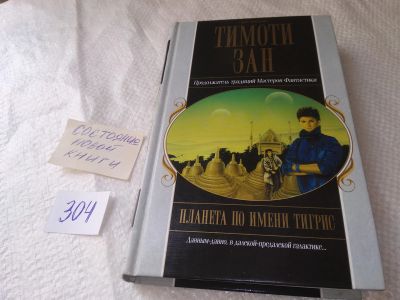 ТИМОТИ
ЗАН
Продолжатель традиций Мастеров Фантастики
ПЛАНЕТА ПО ИМЕНИ ТИГРИС
Давным-давно, в далекой-предалекой галактике...
СОСТОЯНИЕ
НОВОЙ
КНИГИ
304